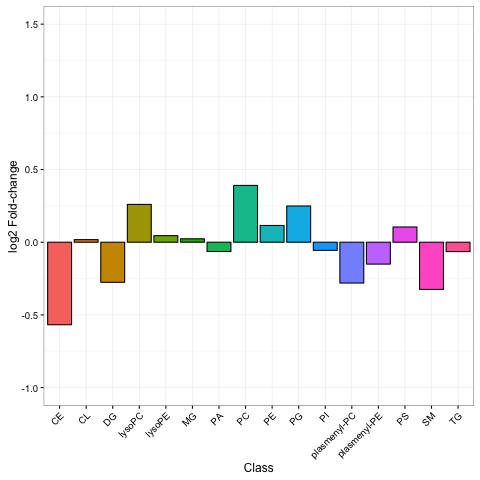 log2 Fold-change
1.5
1.0
0.5
0.0
-0.5
-1.0
CE
CL
DG
lysoPC
lysoPE
MG
PA
PC
PE
PG
PI
plasmenyl-PC
plasmenyl-PE
PS
SM
TG
Class